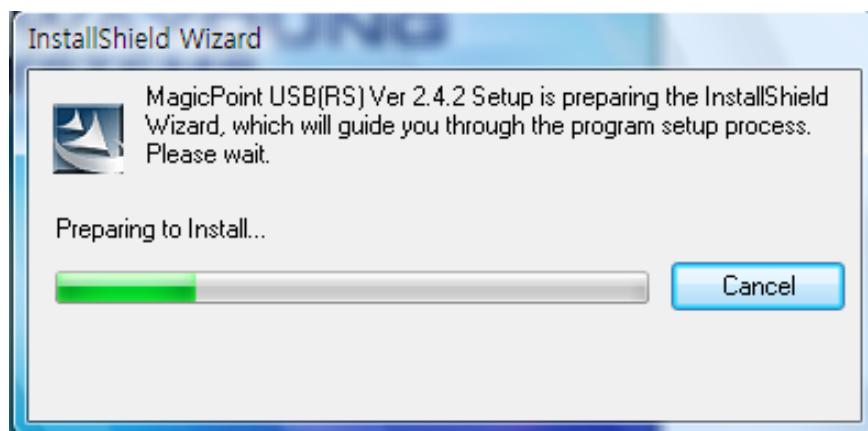 InstallShield Wizard
MagicPoint USB(RS) Ver 2.4.2 Setup is preparing the InstallShield
Wizard, which will guide you through the program setup process.
Please wait.
Preparing to Install...
Cancel